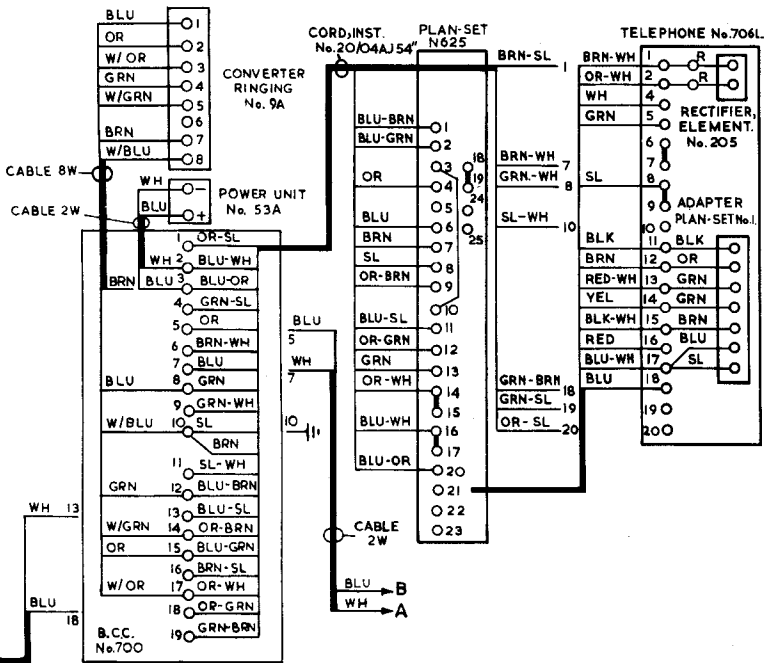 BLU
1
OR
2
W/OR
3
GRN
4
W/GRN
5
6
BRN
7
W/BLU
8
CONVERTER
RINGING
No. 9A
CABLE 8W
WH
–
BLU
+
POWER UNIT
No. 53A
CABLE 2W
1 OR-SL
WH 2 BLU-WH
BRN BLU 3 BLU-OR
4 GRN-SL
5 OR
6 BRN-WH
7 BLU
BLU 8 GRN
9 GRN-WH
W/BLU 10 SL
BRN
11 SL-WH
GRN 12 BLU-BRN
13 BLU-SL
W/GRN 14 OR-BRN
OR 15 BLU-GRN
16 BRN-SL
W/OR 17 OR-WH
18 OR-GRN
19 GRN-BRN
B.C.C.
No.700
WH 13
BLU
18
BLU
5
WH
7
10
CABLE
2W
BLU B
WH A
CORD,INST.
No.20/04AJ54"
PLAN-SET
N625
BLU-BRN 1
BLU-GRN 2
3 18
OR 4 19
24
5
BLU 6 25
BRN 7
SL 8
OR-BRN 9
10
BLU-SL 11
OR-GRN 12
GRN 13
OR-WH 14
15
BLU-WH 16
17
BLU-OR 20
21
22
23
BRN-SL 1
BRN-WH 7
GRN.-WH 8
SL-WH 10
GRN-BRN 18
GRN-SL 19
OR-SL 20
TELEPHONE No.706L.
BRN-WH 1 R
OR-WH 2 R
WH 4
GRN 5
RECTIFIER,
ELEMENT.
No. 205
6
7
SL 8
9
ADAPTER
PLAN-SET No.1.
10
BLK 11 BLK
BRN 12 OR
RED-WH 13 GRN
YEL 14 GRN
BLK-WH 15 BRN
RED 16 BLU
BLU-WH 17 SL
BLU 18
19
20